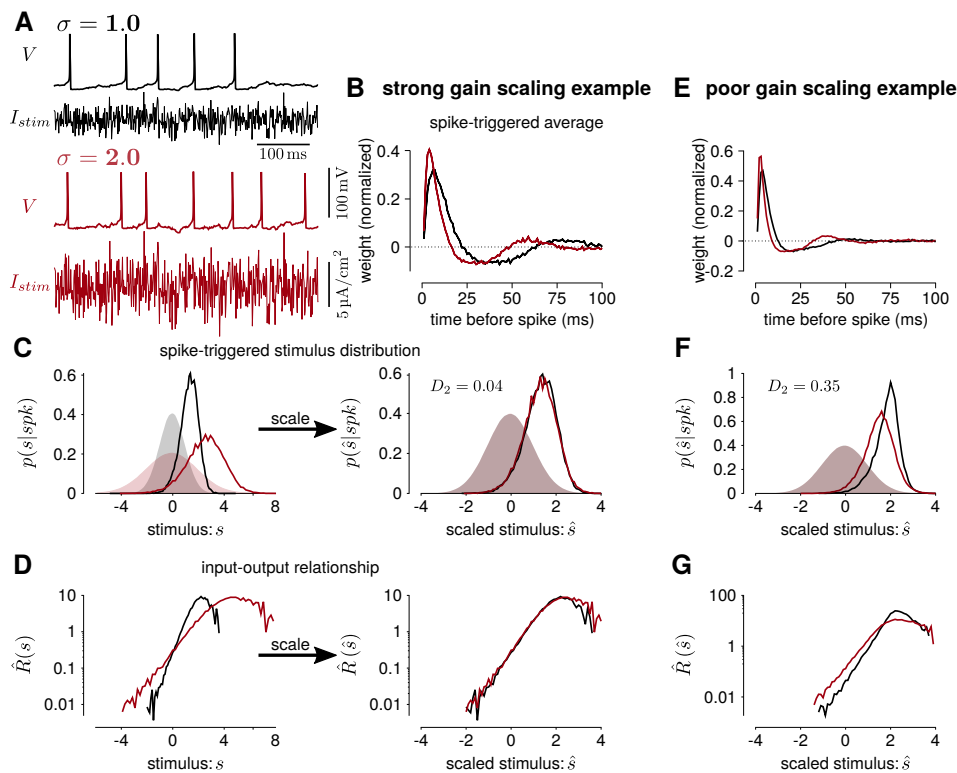 A
σ = 1.0
V
I_stim
100 ms
σ = 2.0
V
100 mV
I_stim
5 μA/cm²
B strong gain scaling example
spike-triggered average
weight (normalized)
0.4
0.2
0
0 25 50 75 100
time before spike (ms)
E poor gain scaling example
weight (normalized)
0.6
0.4
0.2
0
-0.2
0 25 50 75 100
time before spike (ms)
C
spike-triggered stimulus distribution
p(s|spk)
0.6
0.4
0.2
0
-4 0 4 8
stimulus: s
scale
p(ŝ|spk)
0.6
0.4
0.2
0
D₂ = 0.04
-4 -2 0 2 4
scaled stimulus: ŝ
F
p(ŝ|spk)
1
0.8
0.6
0.4
0.2
0
D₂ = 0.35
-4 -2 0 2 4
scaled stimulus: ŝ
D
input-output relationship
R̂(s)
10
1
0.1
0.01
-4 0 4 8
stimulus: s
scale
R̂(ŝ)
10
1
0.1
0.01
-4 -2 0 2 4
scaled stimulus: ŝ
G
R̂(ŝ)
100
1
0.01
-4 -2 0 2 4
scaled stimulus: ŝ